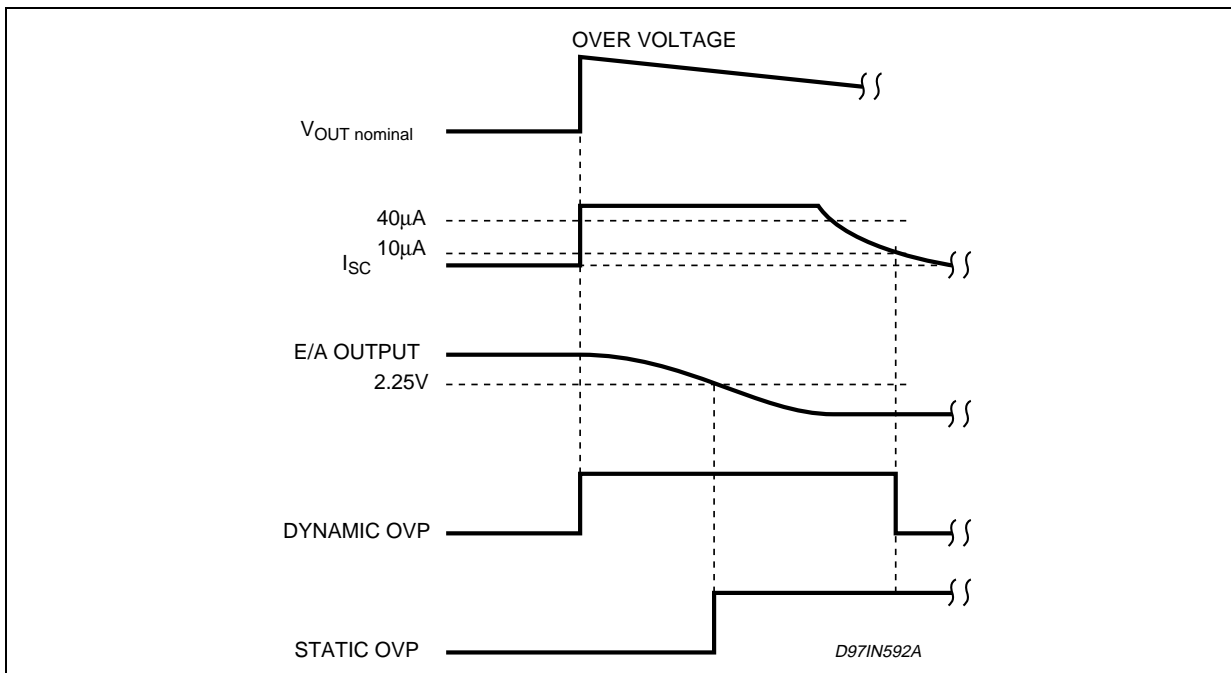 OVER VOLTAGE
VOUT nominal
40μA
10μA
ISC
E/A OUTPUT
2.25V
DYNAMIC OVP
STATIC OVP
D97IN592A